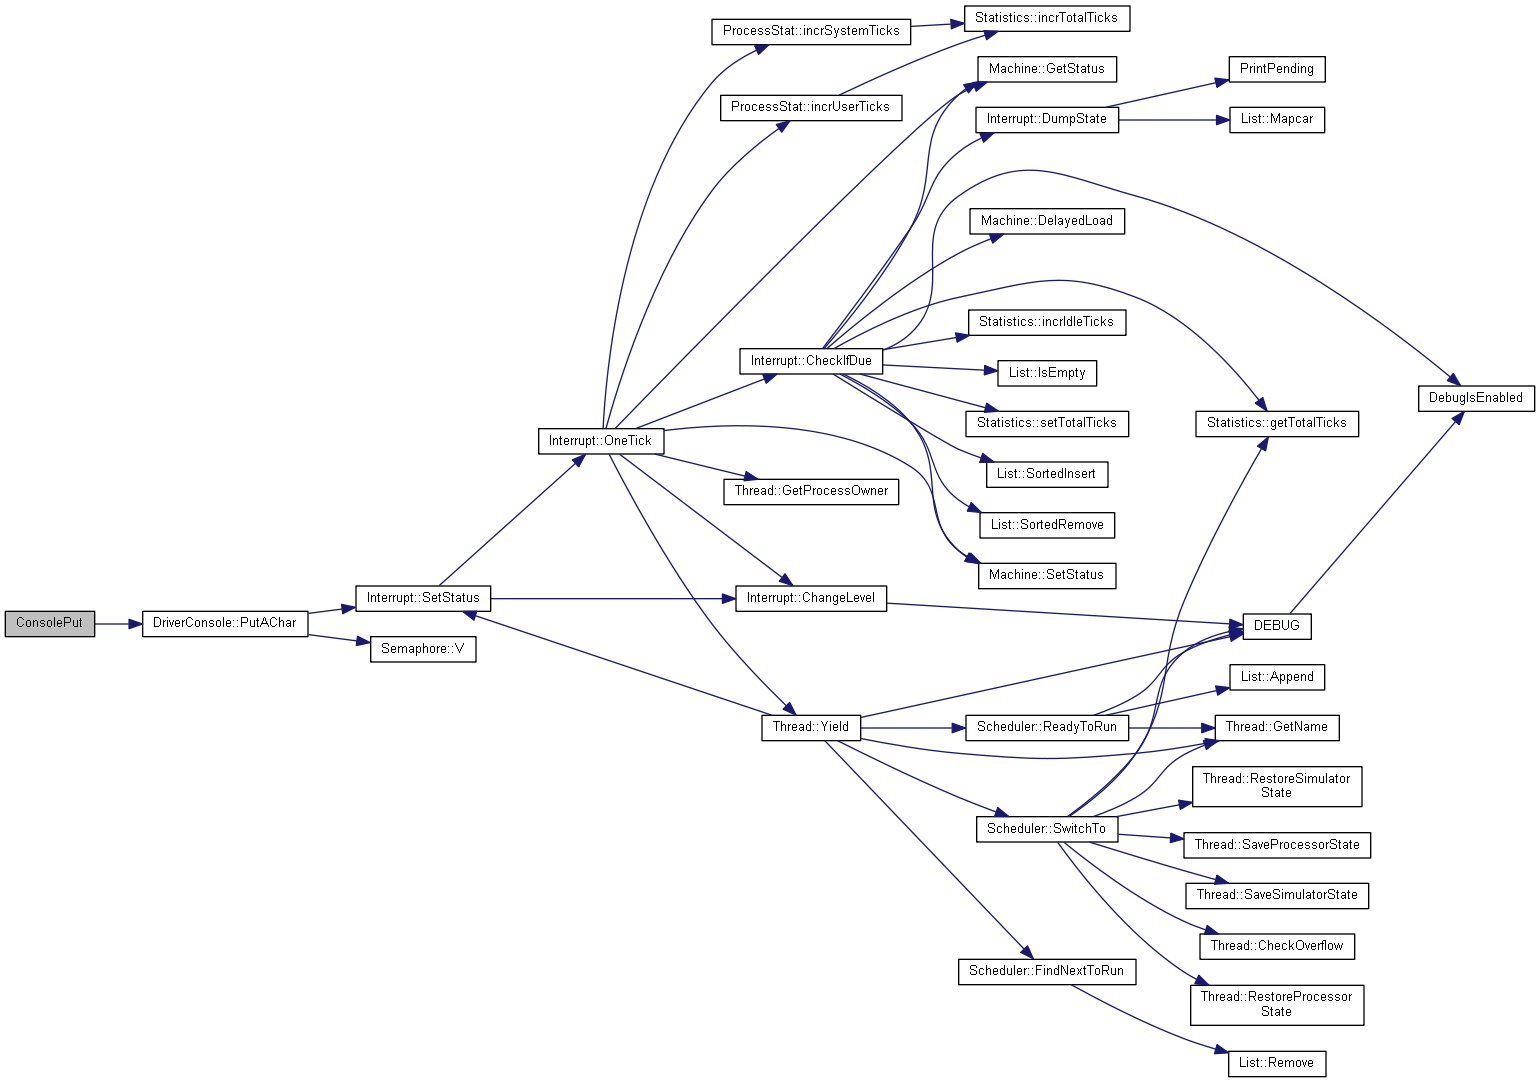 Statistics::incrTotalTicks
ProcessStat::incrSystemTicks
Machine::GetStatus
PrintPending
ProcessStat::incrUserTicks
Interrupt::DumpState
List::Mapcar
Machine::DelayedLoad
Statistics::incrIdleTicks
Interrupt::CheckIfDue
List::IsEmpty
DebugIsEnabled
Statistics::setTotalTicks
Statistics::getTotalTicks
Interrupt::OneTick
List::SortedInsert
Thread::GetProcessOwner
List::SortedRemove
Machine::SetStatus
Interrupt::SetStatus
Interrupt::ChangeLevel
ConsolePut
DriverConsole::PutAChar
DEBUG
Semaphore::V
List::Append
Thread::Yield
Scheduler::ReadyToRun
Thread::GetName
Thread::RestoreSimulator
State
Scheduler::SwitchTo
Thread::SaveProcessorState
Thread::SaveSimulatorState
Thread::CheckOverflow
Scheduler::FindNextToRun
Thread::RestoreProcessor
State
List::Remove